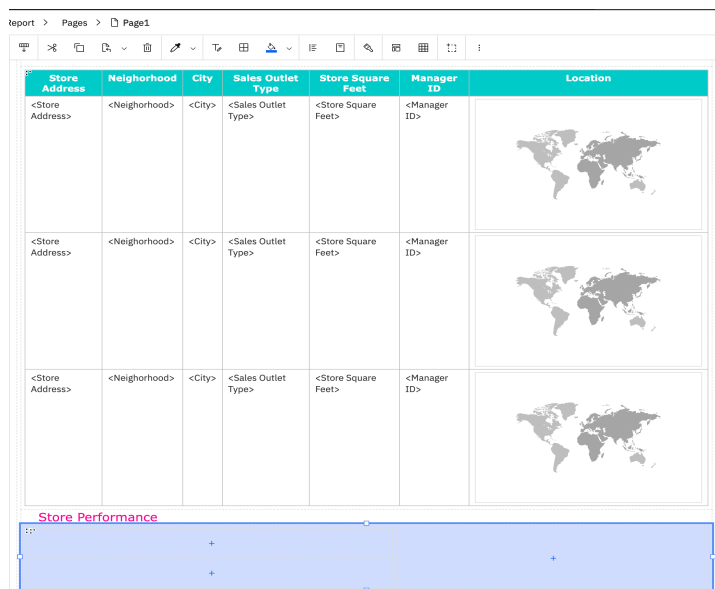 Report > Pages > Page1
Store Address Neighorhood City Sales Outlet Type Store Square Feet Manager ID Location
<Store Address> <Neighorhood> <City> <Sales Outlet Type> <Store Square Feet> <Manager ID>
<Store Address> <Neighorhood> <City> <Sales Outlet Type> <Store Square Feet> <Manager ID>
<Store Address> <Neighorhood> <City> <Sales Outlet Type> <Store Square Feet> <Manager ID>
Store Performance